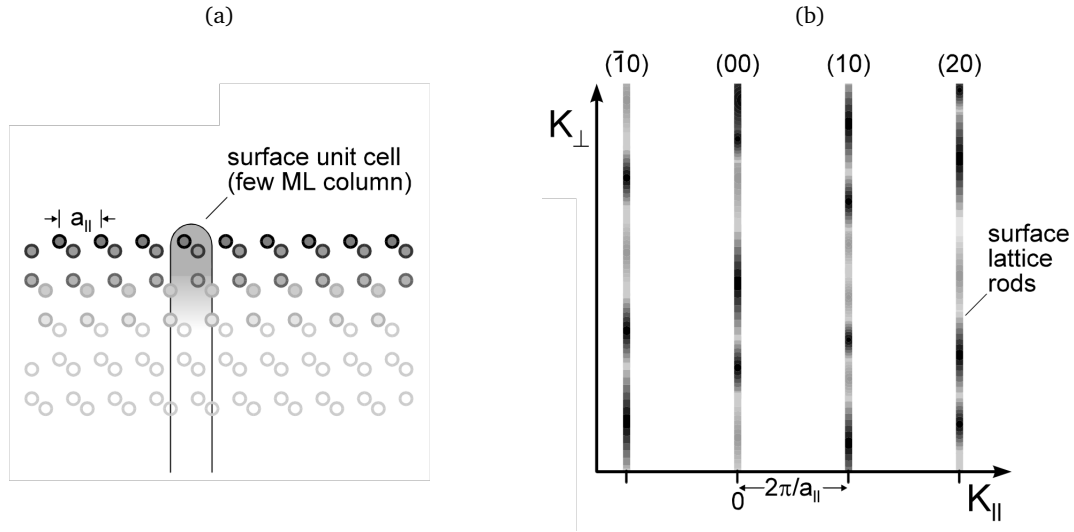 (a)
surface unit cell
(few ML column)
a||
(b)
(1̄0) (00) (10) (20)
K⊥
surface
lattice
rods
0
2π/a||
K||